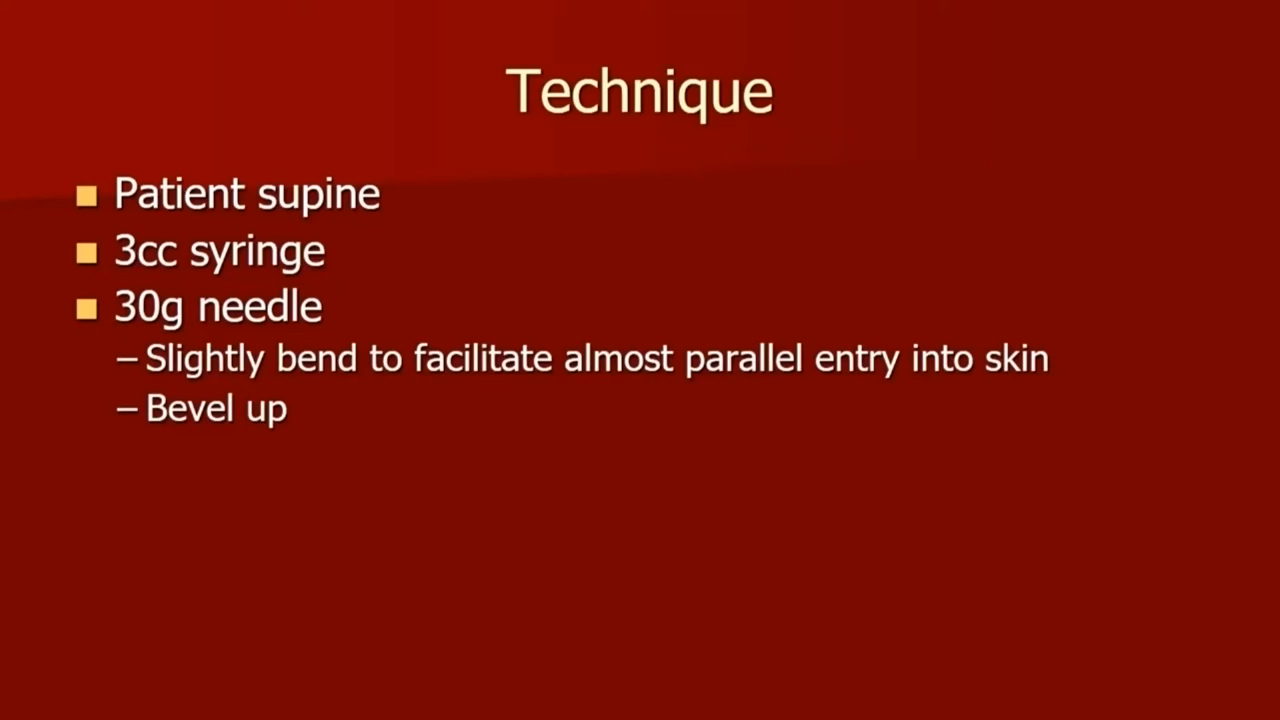 Technique
■ Patient supine
■ 3cc syringe
■ 30g needle
– Slightly bend to facilitate almost parallel entry into skin
– Bevel up